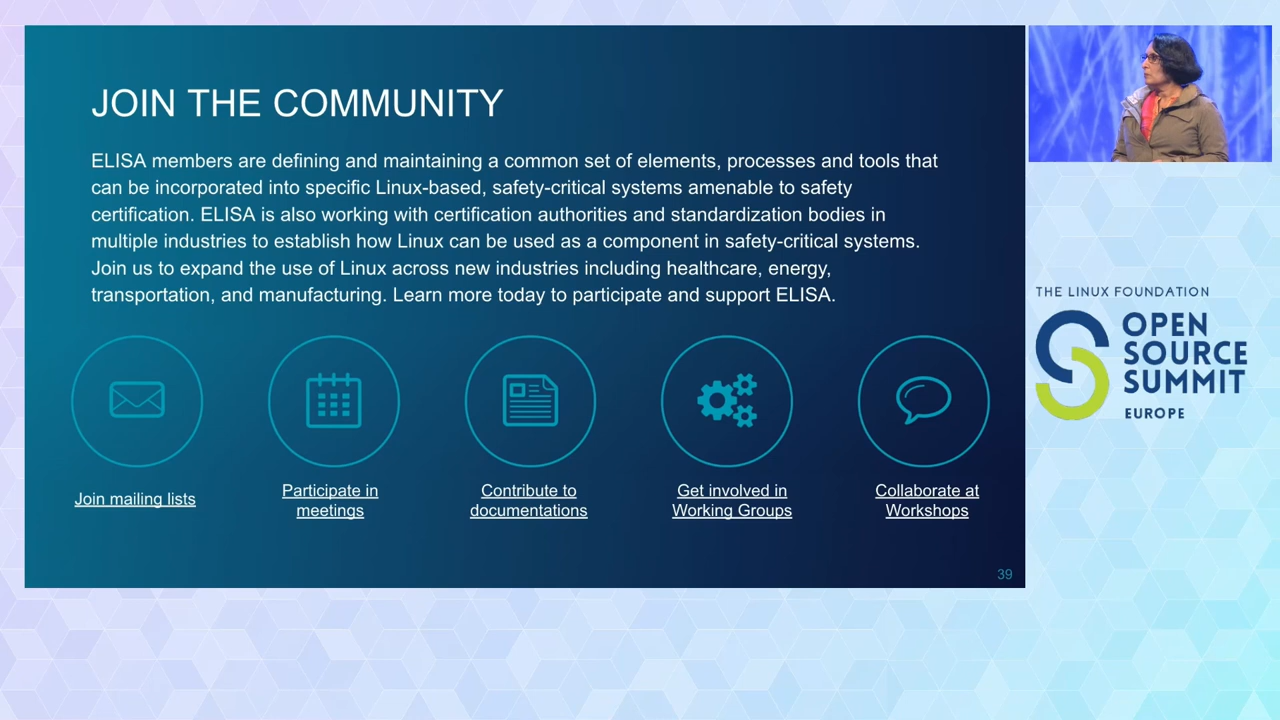 JOIN THE COMMUNITY
ELISA members are defining and maintaining a common set of elements, processes and tools that
can be incorporated into specific Linux-based, safety-critical systems amenable to safety
certification. ELISA is also working with certification authorities and standardization bodies in
multiple industries to establish how Linux can be used as a component in safety-critical systems.
Join us to expand the use of Linux across new industries including healthcare, energy,
transportation, and manufacturing. Learn more today to participate and support ELISA.
Join mailing lists
Participate in
meetings
Contribute to
documentations
Get involved in
Working Groups
Collaborate at
Workshops
39
THE LINUX FOUNDATION
OPEN
SOURCE
SUMMIT
EUROPE